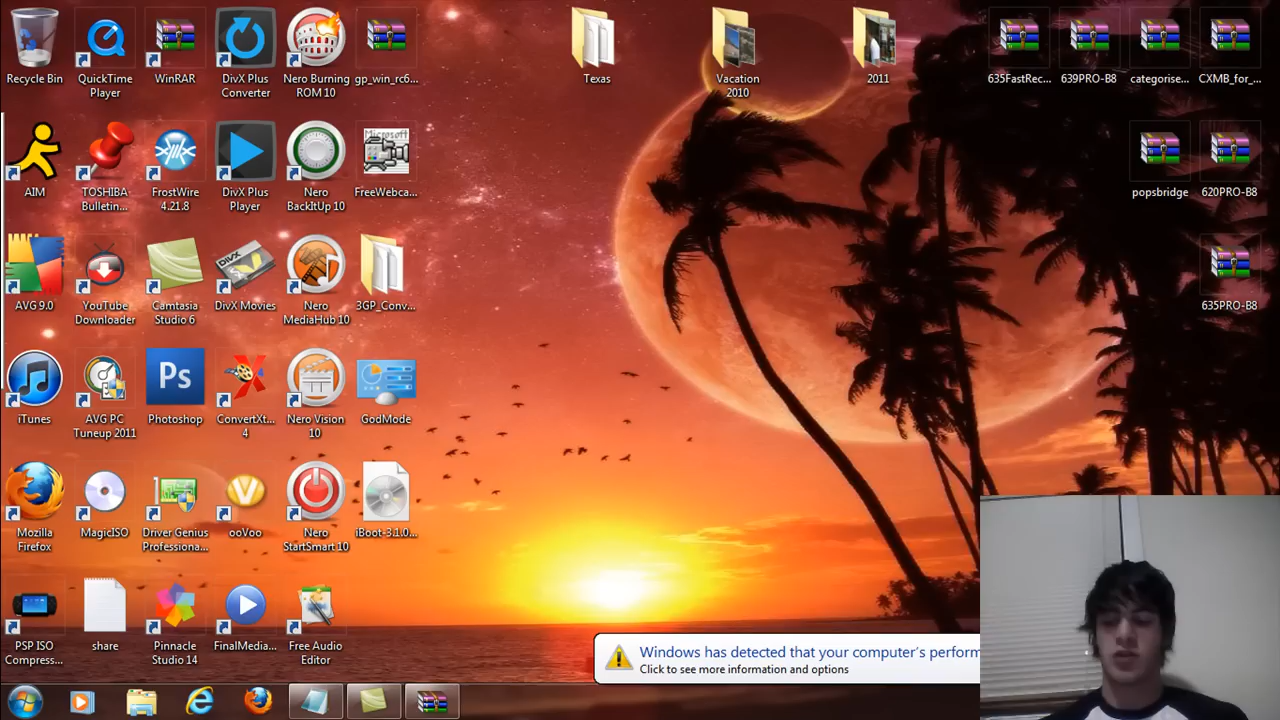 Recycle Bin
QuickTime
Player
WinRAR
DivX Plus
Converter
Nero Burning
ROM 10
gp_win_rc6...
Texas
Vacation
2010
2011
635FastRec...
639PRO-B8
categorise...
CXMB_for_...
AIM
TOSHIBA
Bulletin...
FrostWire
4.21.8
DivX Plus
Player
Nero
BackItUp 10
Microsoft
FreeWebca...
popsbridge
620PRO-B8
AVG 9.0
YouTube
Downloader
Camtasia
Studio 6
DivX Movies
Nero
MediaHub 10
3GP_Conv...
635PRO-B8
iTunes
AVG PC
Tuneup 2011
Ps
Photoshop
ConvertXt...
4
Nero Vision
10
GodMode
Mozilla
Firefox
MagicISO
Driver Genius
Professiona...
ooVoo
Nero
StartSmart 10
iBoot-3.1.0...
PSP ISO
Compress...
share
Pinnacle
Studio 14
FinalMedia...
Free Audio
Editor
Windows has detected that your computer's perform
Click to see more information and options